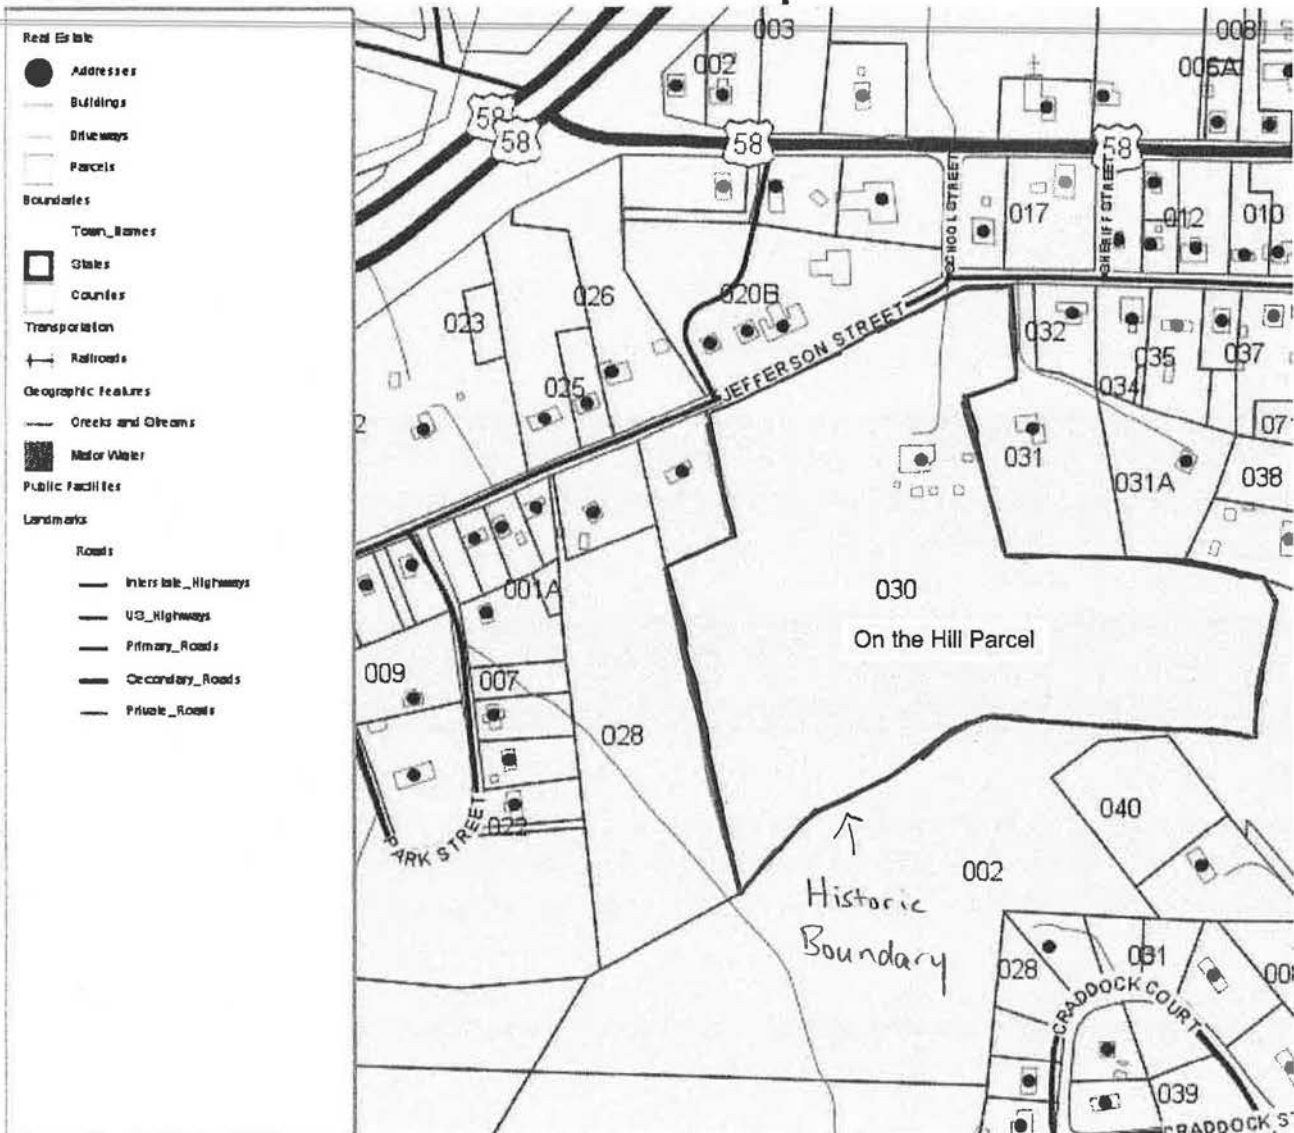 Real Estate
Addresses
Buildings
Driveways
Parcels
Boundaries
Town_Names
States
Counties
Transportation
Railroads
Geographic Features
Creeks and Streams
Major Water
Public Facilities
Landmarks
Roads
Interstate_Highways
US_Highways
Primary_Roads
Secondary_Roads
Private_Roads
003
008
002
006A
58
58
58
58
SCHOOL STREET
SHERIFF STREET
017
012
010
026
020B
023
JEFFERSON STREET
032
035
037
025
034
07
2
031
031A
038
001A
030
On the Hill Parcel
009
007
028
040
022
PARK STREET
002
Historic
Boundary
028
031
008
CRADDOCK COURT
039
CRADDOCK ST